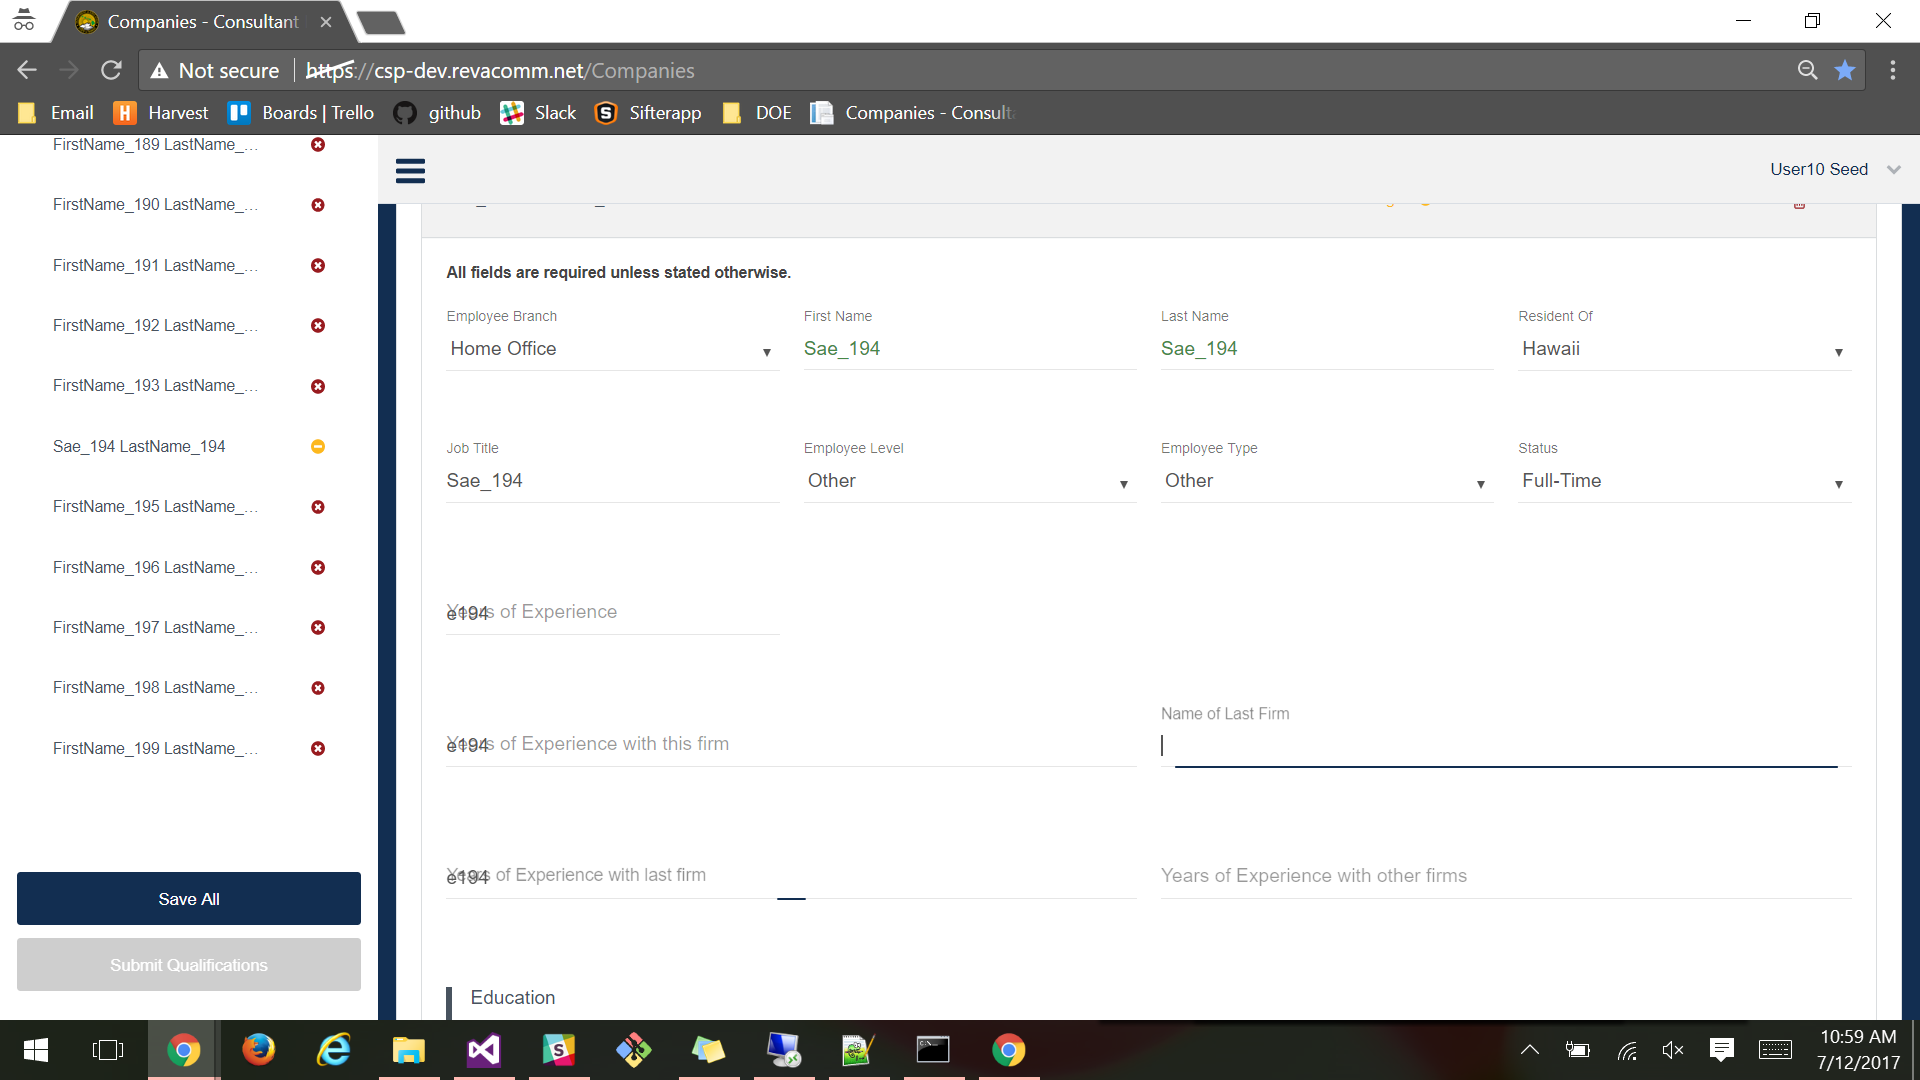 Companies - Consultant
Not secure
https://csp-dev.revacomm.net/Companies
Email
Harvest
Boards | Trello
github
Slack
Sifterapp
DOE
Companies - Consulta
FirstName_189 LastName_...
FirstName_190 LastName_...
FirstName_191 LastName_...
FirstName_192 LastName_...
FirstName_193 LastName_...
Sae_194 LastName_194
FirstName_195 LastName_...
FirstName_196 LastName_...
FirstName_197 LastName_...
FirstName_198 LastName_...
FirstName_199 LastName_...
Save All
Submit Qualifications
User10 Seed
All fields are required unless stated otherwise.
Employee Branch
Home Office
First Name
Sae_194
Last Name
Sae_194
Resident Of
Hawaii
Job Title
Sae_194
Employee Level
Other
Employee Type
Other
Status
Full-Time
Years of Experience
e194
Years of Experience with this firm
e194
Name of Last Firm
Years of Experience with last firm
e194
Years of Experience with other firms
Education
10:59 AM
7/12/2017